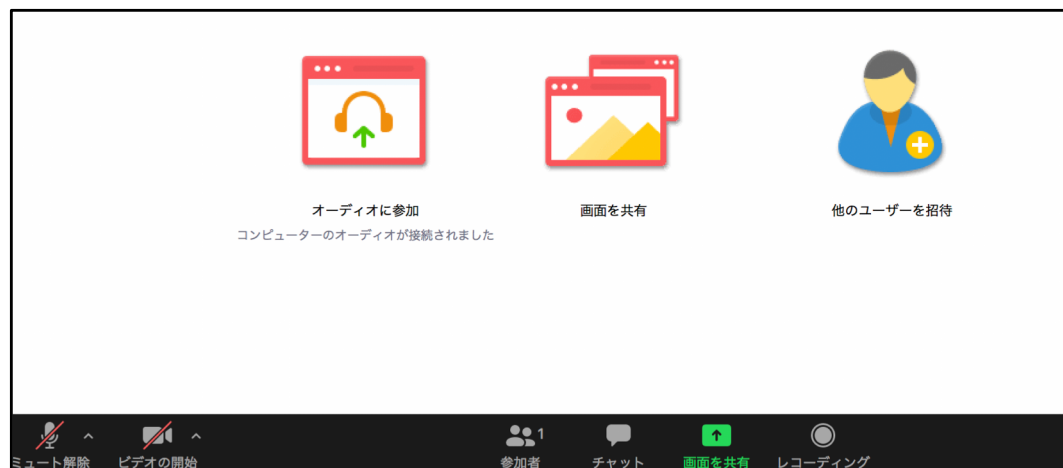 オーディオに参加
コンピューターのオーディオが接続されました
画面を共有
他のユーザーを招待
ミュート解除
ビデオの開始
参加者
1
チャット
画面を共有
レコーディング